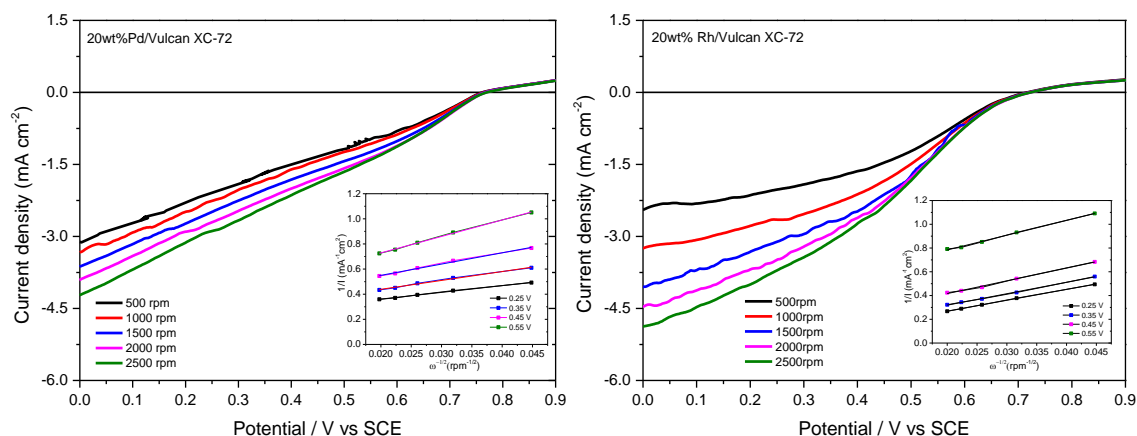 20wt%Pd/Vulcan XC-72
1.5
0.0
-1.5
-3.0
-4.5
-6.0
Current density (mA cm-2)
500 rpm
1000 rpm
1500 rpm
2000 rpm
2500 rpm
0.0
0.1
0.2
0.3
0.4
0.5
0.6
0.7
0.8
0.9
Potential / V vs SCE
1.4
1.2
1.0
0.8
0.6
0.4
0.2
0.0
1/I ((mA-1cm2)
0.25 V
0.35 V
0.45 V
0.55 V
0.020
0.025
0.030
0.035
0.040
0.045
ω-1/2(rpm-1/2)
20wt% Rh/Vulcan XC-72
1.5
0.0
-1.5
-3.0
-4.5
-6.0
Current density (mA cm-2)
500rpm
1000rpm
1500rpm
2000rpm
2500rpm
0.0
0.1
0.2
0.3
0.4
0.5
0.6
0.7
0.8
0.9
Potential / V vs SCE
1.2
1.0
0.8
0.6
0.4
0.2
0.0
1/I ((mA-1cm2)
0.25 V
0.35 V
0.45 V
0.55 V
0.020
0.025
0.030
0.035
0.040
0.045
ω-1/2(rpm-1/2)